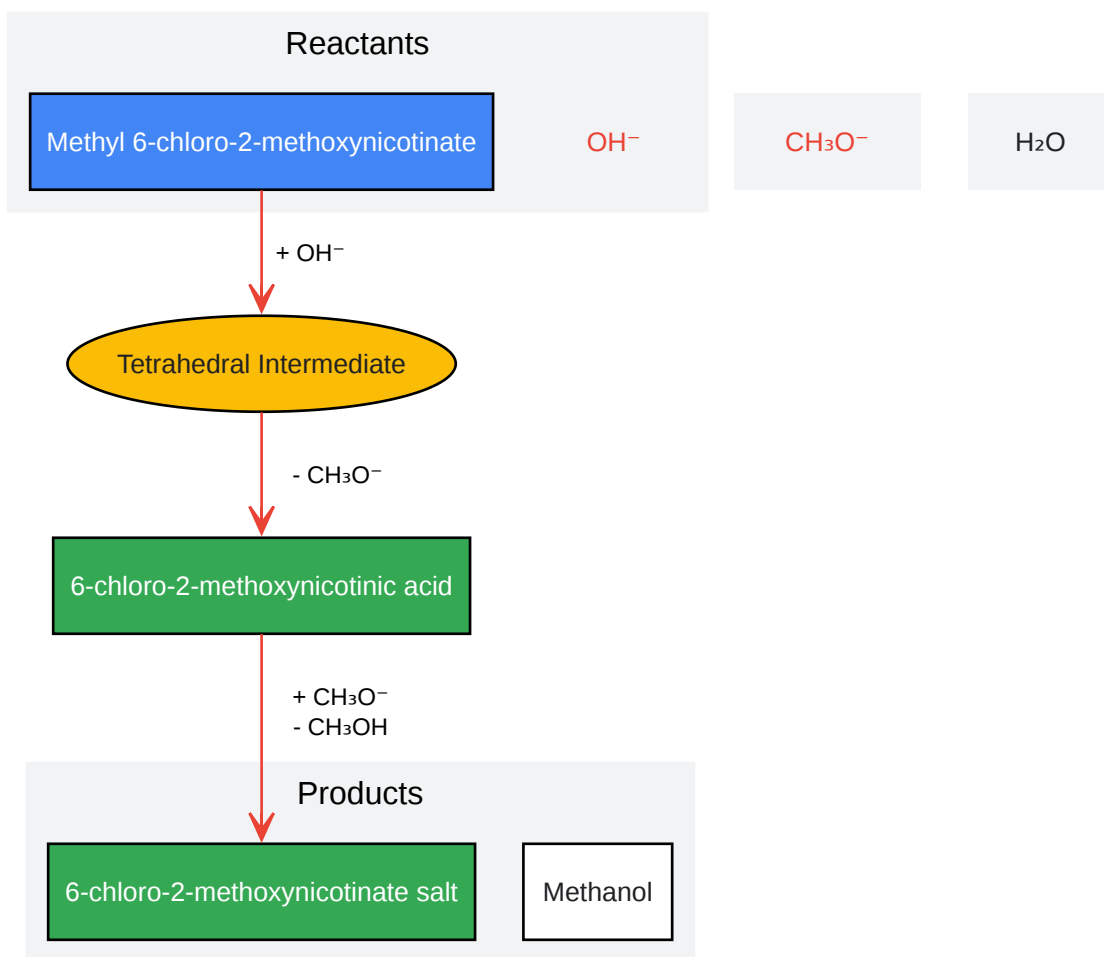 Reactants
Methyl 6-chloro-2-methoxynicotinate
OH⁻
CH₃O⁻
H₂O
+ OH⁻
Tetrahedral Intermediate
- CH₃O⁻
6-chloro-2-methoxynicotinic acid
+ CH₃O⁻
- CH₃OH
Products
6-chloro-2-methoxynicotinate salt
Methanol